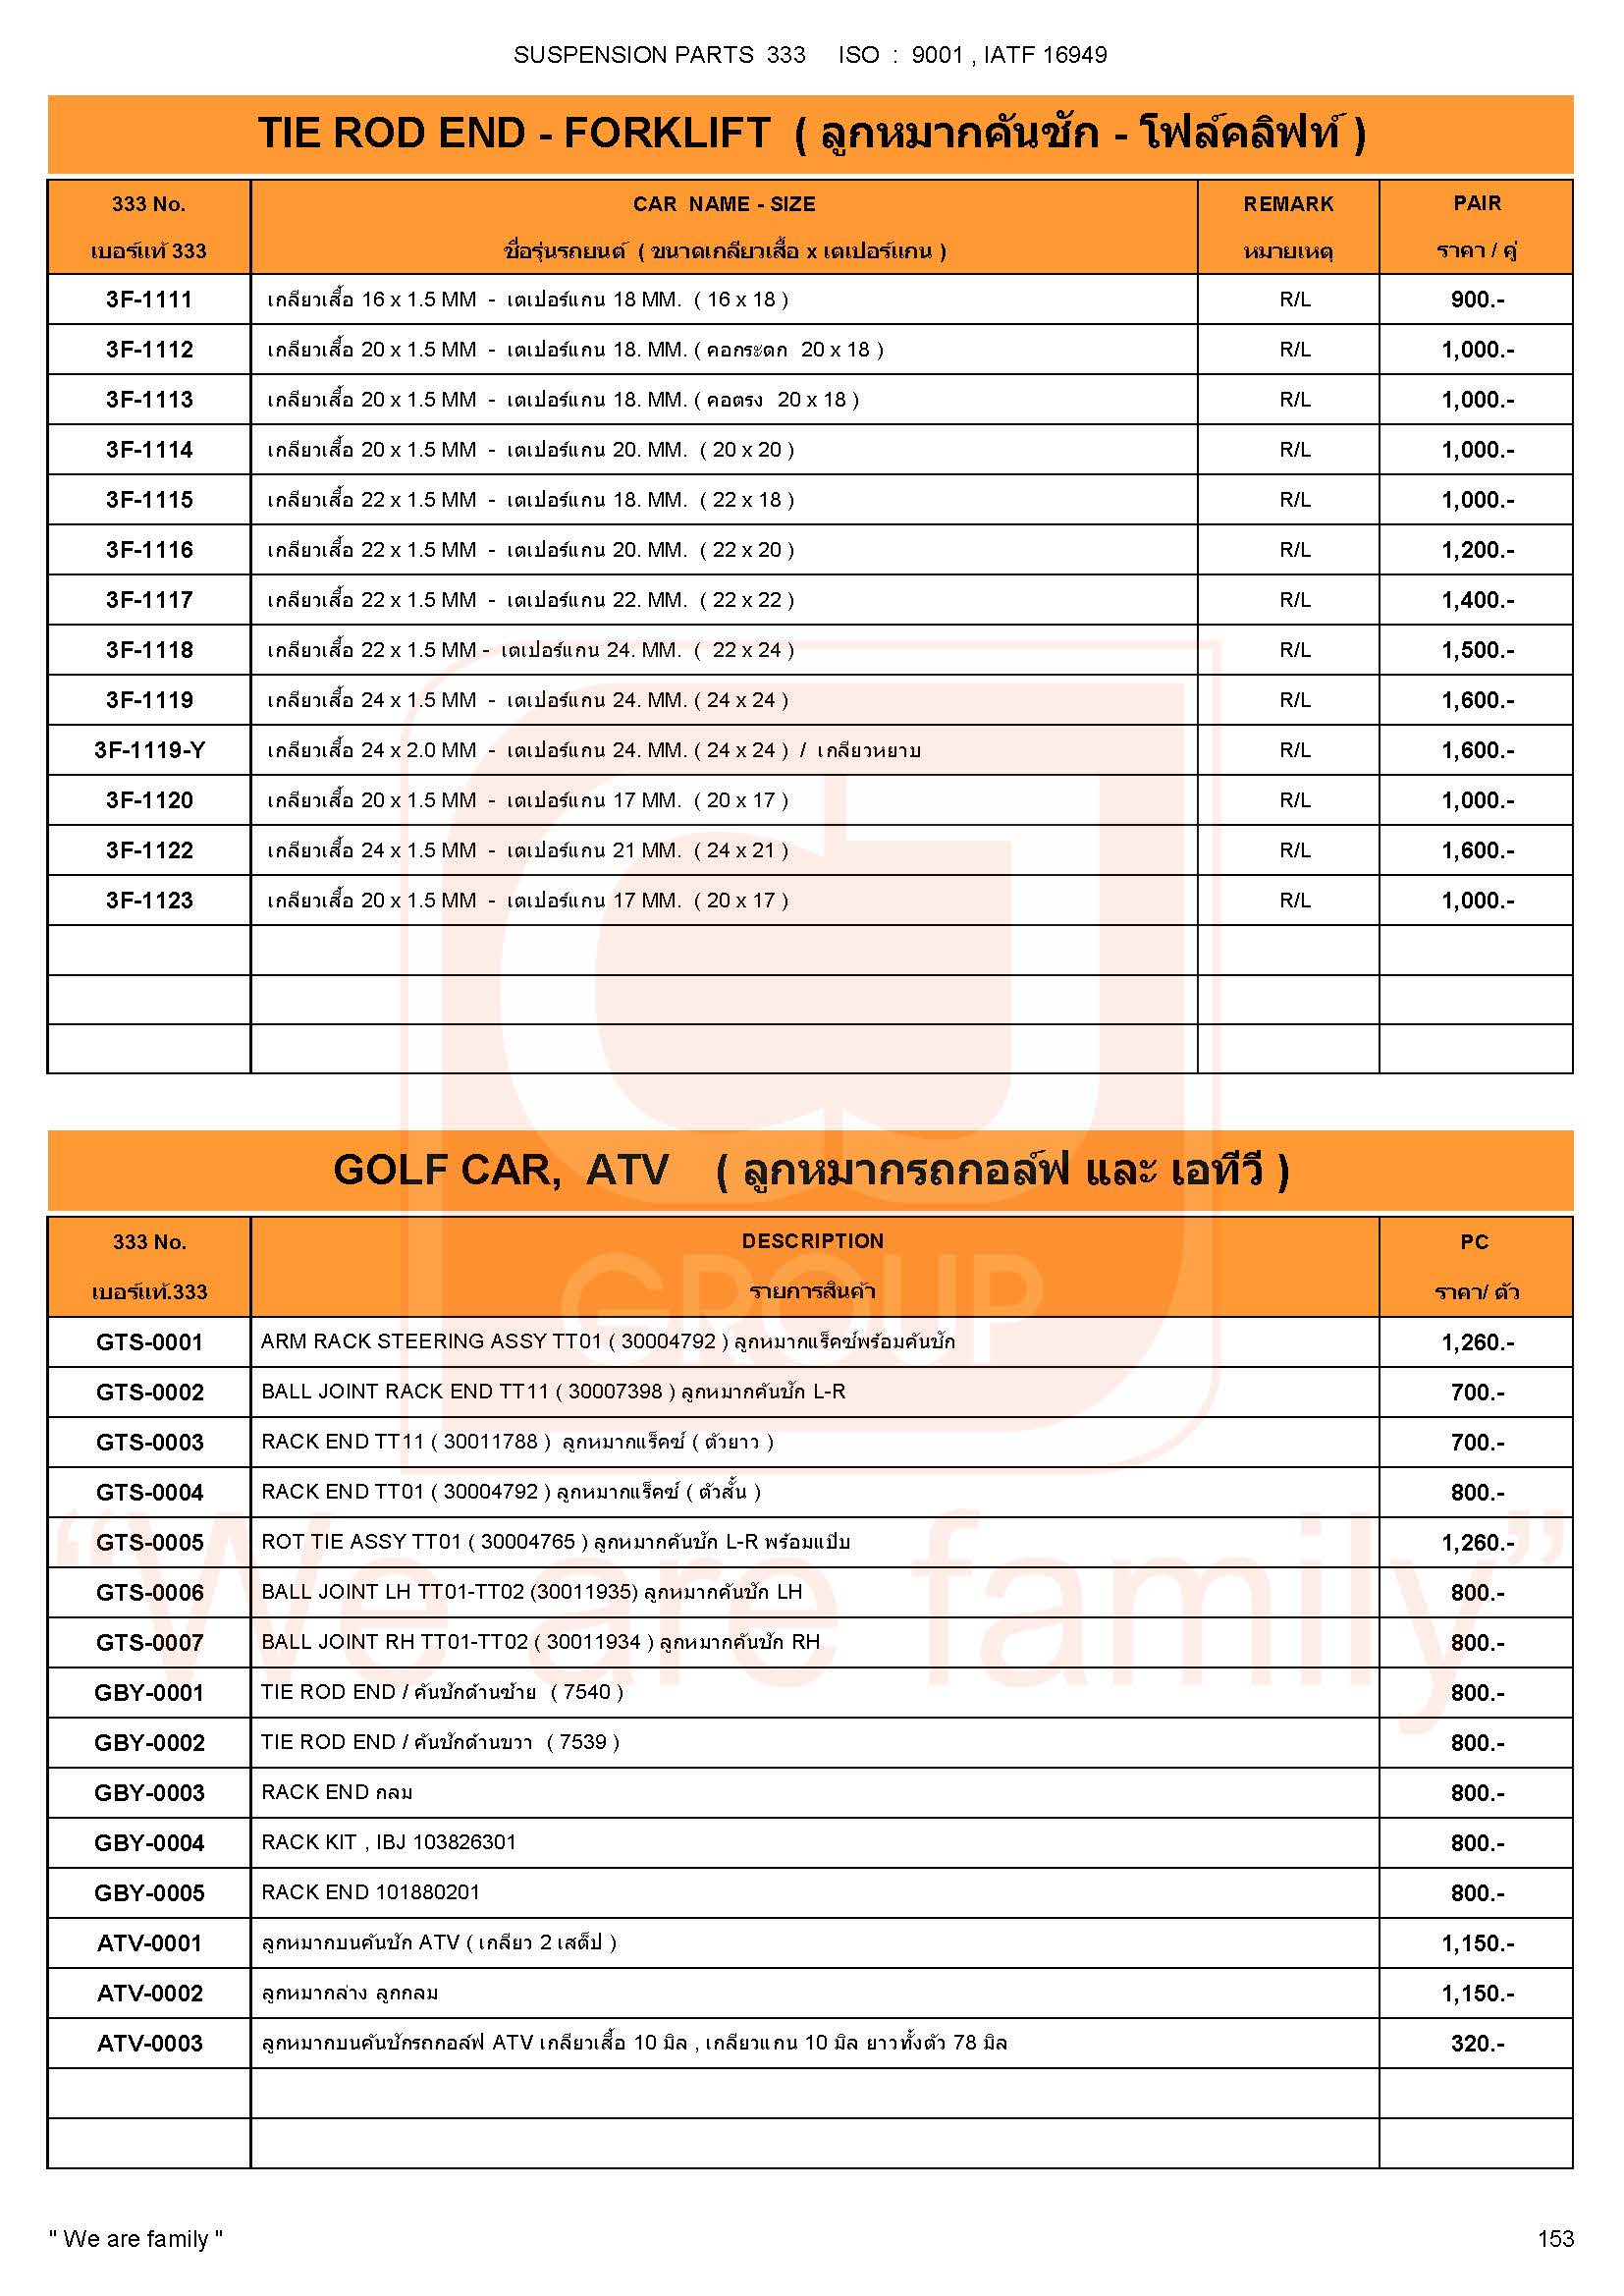 SUSPENSION PARTS 333 ISO : 9001 , IATF 16949
TIE ROD END - FORKLIFT ( ลูกหมากคันชัก - โฟล์คลิฟท์ )
333 No. CAR NAME - SIZE REMARK PAIR
เบอร์แท้ 333 ชื่อรุ่นรถยนต์ ( ขนาดเกลียวเสื้อ x เตเปอร์แกน ) หมายเหตุ ราคา / คู่
3F-1111 เกลียวเสื้อ 16 x 1.5 MM - เตเปอร์แกน 18 MM. ( 16 x 18 ) R/L 900.-
3F-1112 เกลียวเสื้อ 20 x 1.5 MM - เตเปอร์แกน 18. MM. ( คอกระดก 20 x 18 ) R/L 1,000.-
3F-1113 เกลียวเสื้อ 20 x 1.5 MM - เตเปอร์แกน 18. MM. ( คอตรง 20 x 18 ) R/L 1,000.-
3F-1114 เกลียวเสื้อ 20 x 1.5 MM - เตเปอร์แกน 20. MM. ( 20 x 20 ) R/L 1,000.-
3F-1115 เกลียวเสื้อ 22 x 1.5 MM - เตเปอร์แกน 18. MM. ( 22 x 18 ) R/L 1,000.-
3F-1116 เกลียวเสื้อ 22 x 1.5 MM - เตเปอร์แกน 20. MM. ( 22 x 20 ) R/L 1,200.-
3F-1117 เกลียวเสื้อ 22 x 1.5 MM - เตเปอร์แกน 22. MM. ( 22 x 22 ) R/L 1,400.-
3F-1118 เกลียวเสื้อ 22 x 1.5 MM - เตเปอร์แกน 24. MM. ( 22 x 24 ) R/L 1,500.-
3F-1119 เกลียวเสื้อ 24 x 1.5 MM - เตเปอร์แกน 24. MM. ( 24 x 24 ) R/L 1,600.-
3F-1119-Y เกลียวเสื้อ 24 x 2.0 MM - เตเปอร์แกน 24. MM. ( 24 x 24 ) / เกลียวหยาบ R/L 1,600.-
3F-1120 เกลียวเสื้อ 20 x 1.5 MM - เตเปอร์แกน 17 MM. ( 20 x 17 ) R/L 1,000.-
3F-1122 เกลียวเสื้อ 24 x 1.5 MM - เตเปอร์แกน 21 MM. ( 24 x 21 ) R/L 1,600.-
3F-1123 เกลียวเสื้อ 20 x 1.5 MM - เตเปอร์แกน 17 MM. ( 20 x 17 ) R/L 1,000.-
GOLF CAR, ATV ( ลูกหมากรถกอล์ฟ และ เอทีวี )
333 No. DESCRIPTION PC
เบอร์แท้.333 รายการสินค้า ราคา/ ตัว
GROUP
GTS-0001 ARM RACK STEERING ASSY TT01 ( 30004792 ) ลูกหมากแร็คซ์พร้อมคันชัก 1,260.-
GTS-0002 BALL JOINT RACK END TT11 ( 30007398 ) ลูกหมากคันชัก L-R 700.-
GTS-0003 RACK END TT11 ( 30011788 ) ลูกหมากแร็คซ์ ( ตัวยาว ) 700.-
GTS-0004 RACK END TT01 ( 30004792 ) ลูกหมากแร็คซ์ ( ตัวสั้น ) 800.-
GTS-0005 ROT TIE ASSY TT01 ( 30004765 ) ลูกหมากคันชัก L-R พร้อมแป๊บ 1,260.-
GTS-0006 BALL JOINT LH TT01-TT02 (30011935) ลูกหมากคันชัก LH 800.-
GTS-0007 BALL JOINT RH TT01-TT02 ( 30011934 ) ลูกหมากคันชัก RH 800.-
“We are family”
GBY-0001 TIE ROD END / คันชักด้านซ้าย ( 7540 ) 800.-
GBY-0002 TIE ROD END / คันชักด้านขวา ( 7539 ) 800.-
GBY-0003 RACK END กลม 800.-
GBY-0004 RACK KIT , IBJ 103826301 800.-
GBY-0005 RACK END 101880201 800.-
ATV-0001 ลูกหมากบนคันชัก ATV ( เกลียว 2 เสต็ป ) 1,150.-
ATV-0002 ลูกหมากล่าง ลูกกลม 1,150.-
ATV-0003 ลูกหมากบนคันชักรถกอล์ฟ ATV เกลียวเสื้อ 10 มิล , เกลียวแกน 10 มิล ยาวทั้งตัว 78 มิล 320.-
" We are family " 153